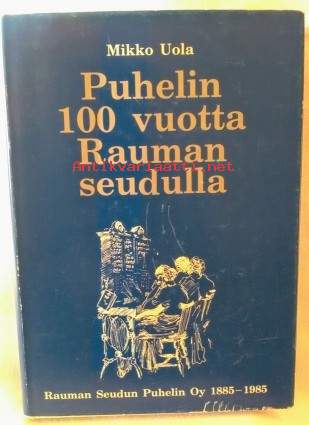 Mikko Uola
Puhelin
100 vuotta
Rauman
seudulla
Antikvariaatti.net
Rauman Seudun Puhelin Oy 1885–1985